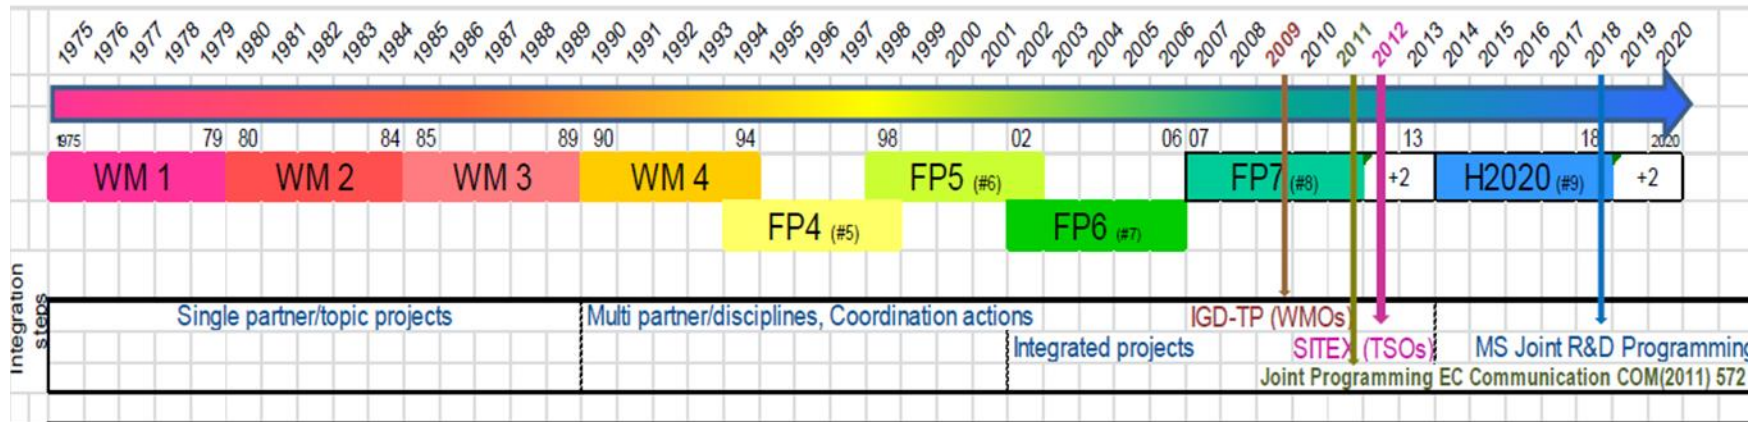 1975 1976 1977 1978 1979 1980 1981 1982 1983 1984 1985 1986 1987 1988 1989 1990 1991 1992 1993 1994 1995 1996 1997 1998 1999 2000 2001 2002 2003 2004 2005 2006 2007 2008 2009 2010 2011 2012 2013 2014 2015 2016 2017 2018 2019 2020
1975 79 80 84 85 89 90 94 98 02 06 07 13 18 2020
WM 1 WM 2 WM 3 WM 4 FP5 (#6) FP7 (#8) +2 H2020 (#9) +2
FP4 (#5) FP6 (#7)
Integration
steps
Single partner/topic projects Multi partner/disciplines, Coordination actions IGD-TP (WMOs)
Integrated projects SITEX (TSOs) MS Joint R&D Programming
Joint Programming EC Communication COM(2011) 572